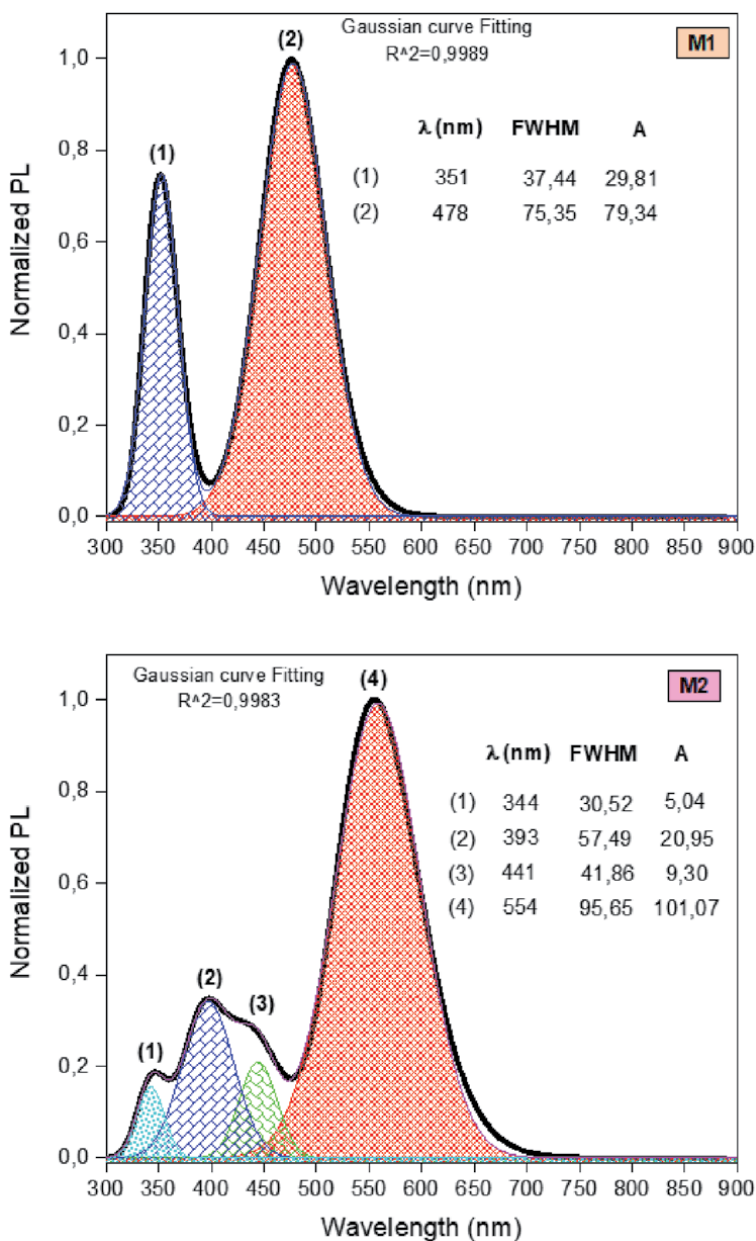 Gaussian curve Fitting
R^2=0,9989
M1
(2)
(1)
λ (nm) FWHM A
(1) 351 37,44 29,81
(2) 478 75,35 79,34
1,0
0,8
0,6
0,4
0,2
0,0
Normalized PL
300 350 400 450 500 550 600 650 700 750 800 850 900
Wavelength (nm)
Gaussian curve Fitting
R^2=0,9983
(4)
M2
λ (nm) FWHM A
(1) 344 30,52 5,04
(2) 393 57,49 20,95
(3) 441 41,86 9,30
(4) 554 95,65 101,07
(2)
(3)
(1)
1,0
0,8
0,6
0,4
0,2
0,0
Normalized PL
300 350 400 450 500 550 600 650 700 750 800 850 900
Wavelength (nm)